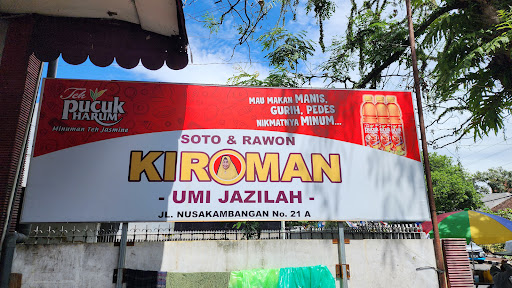 Teh
PUCUK
HARUM
Minuman Teh Jasmine
MAU MAKAN MANIS,
GURIH, PEDES
NIKMATNYA MINUM...
SOTO & RAWON
KIROMAN
- UMI JAZILAH -
JL. NUSAKAMBANGAN No. 21 A